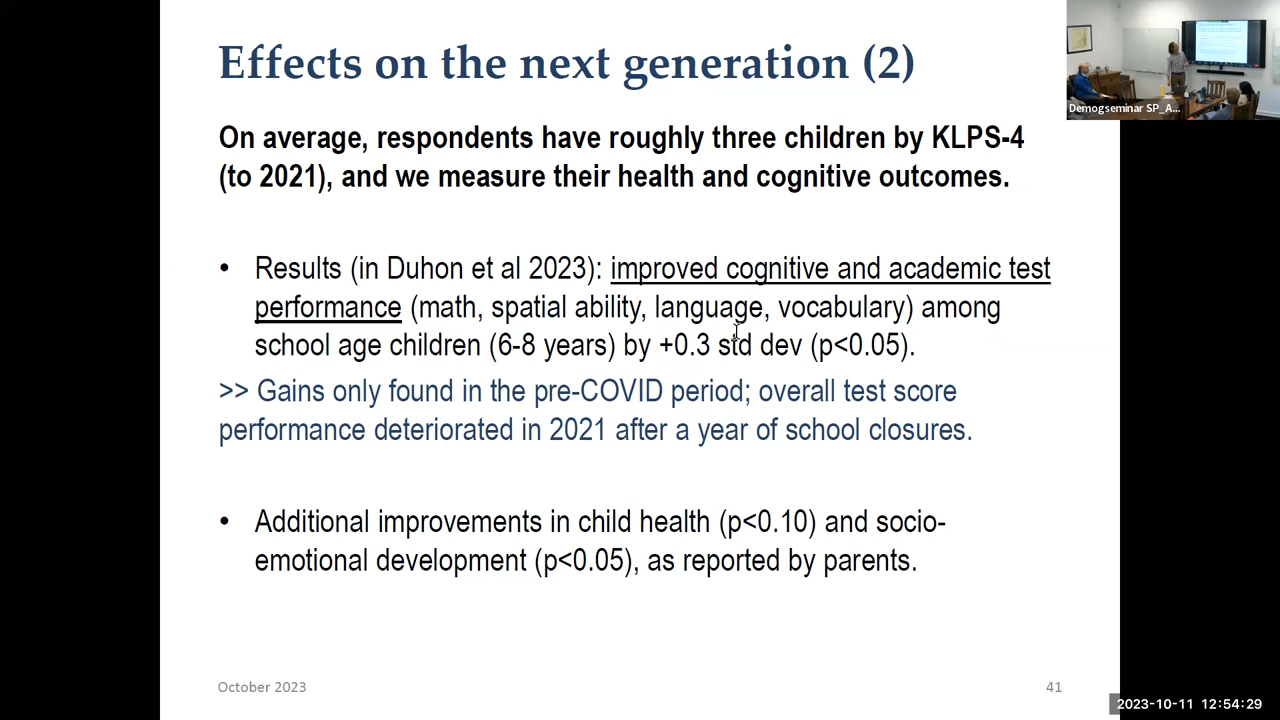 Effects on the next generation (2)
On average, respondents have roughly three children by KLPS-4
(to 2021), and we measure their health and cognitive outcomes.
• Results (in Duhon et al 2023): improved cognitive and academic test
performance (math, spatial ability, language, vocabulary) among
school age children (6-8 years) by +0.3 std dev (p<0.05).
>> Gains only found in the pre-COVID period; overall test score
performance deteriorated in 2021 after a year of school closures.
• Additional improvements in child health (p<0.10) and socio-
emotional development (p<0.05), as reported by parents.
October 2023
41
Demogseminar SP_A...
2023-10-11 12:54:29